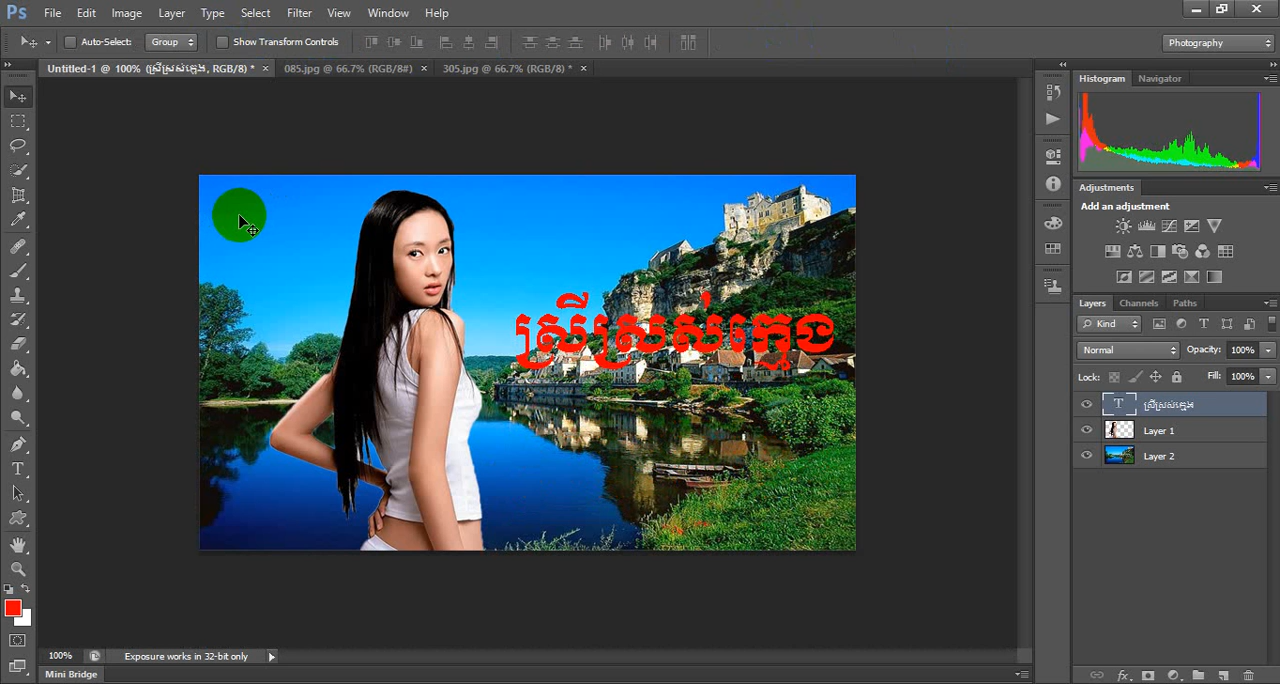 Ps File Edit Image Layer Type Select Filter View Window Help
Auto-Select: Group Show Transform Controls Photography
Untitled-1 @ 100% (ស្រីស្រស់ក្មេង, RGB/8) * × 085.jpg @ 66.7% (RGB/8#) × 305.jpg @ 66.7% (RGB/8) * ×
Histogram Navigator
Adjustments
Add an adjustment
ស្រីស្រស់ក្មេង
Layers Channels Paths
Kind
Normal Opacity: 100%
Lock: Fill: 100%
T ស្រីស្រស់ក្មេង
Layer 1
Layer 2
100% Exposure works in 32-bit only
Mini Bridge
fx